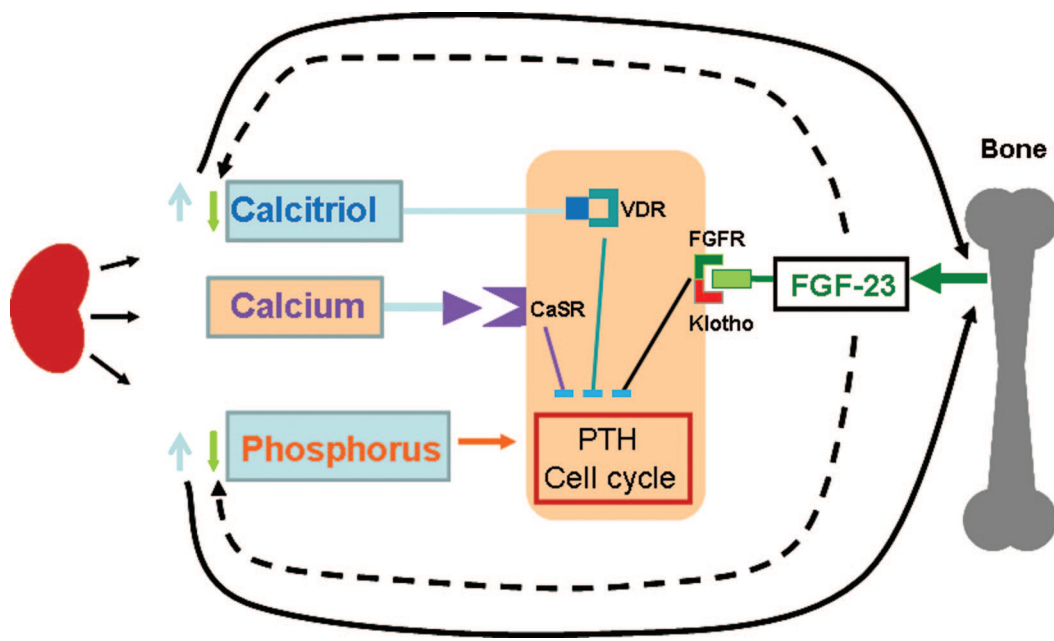 Bone
Calcitriol
VDR
FGFR
FGF-23
Calcium
CaSR
Klotho
Phosphorus
PTH
Cell cycle